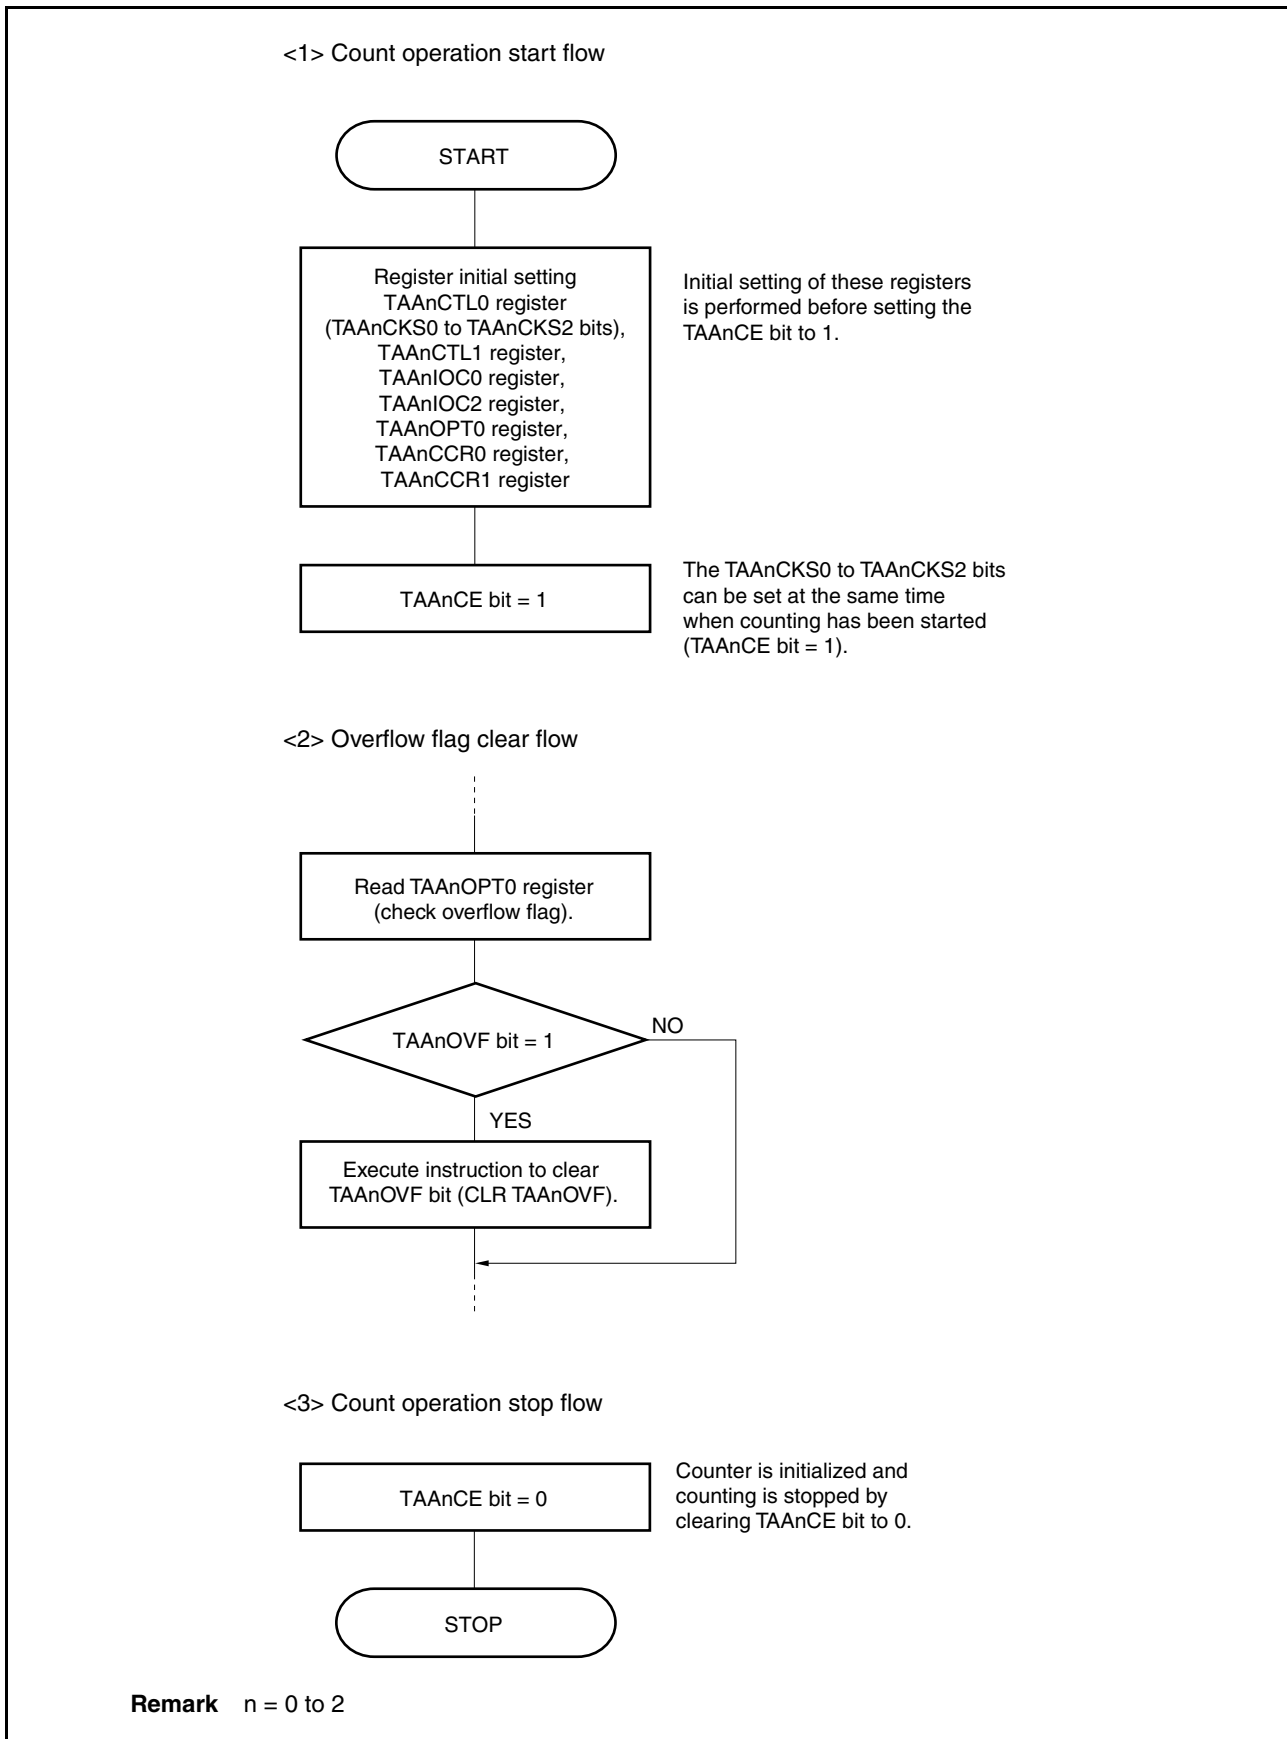 <1> Count operation start flow
START
Register initial setting
TAAnCTL0 register
(TAAnCKS0 to TAAnCKS2 bits),
TAAnCTL1 register,
TAAnIOC0 register,
TAAnIOC2 register,
TAAnOPT0 register,
TAAnCCR0 register,
TAAnCCR1 register
Initial setting of these registers
is performed before setting the
TAAnCE bit to 1.
TAAnCE bit = 1
The TAAnCKS0 to TAAnCKS2 bits
can be set at the same time
when counting has been started
(TAAnCE bit = 1).
<2> Overflow flag clear flow
Read TAAnOPT0 register
(check overflow flag).
TAAnOVF bit = 1
NO
YES
Execute instruction to clear
TAAnOVF bit (CLR TAAnOVF).
<3> Count operation stop flow
TAAnCE bit = 0
Counter is initialized and
counting is stopped by
clearing TAAnCE bit to 0.
STOP
Remark n = 0 to 2